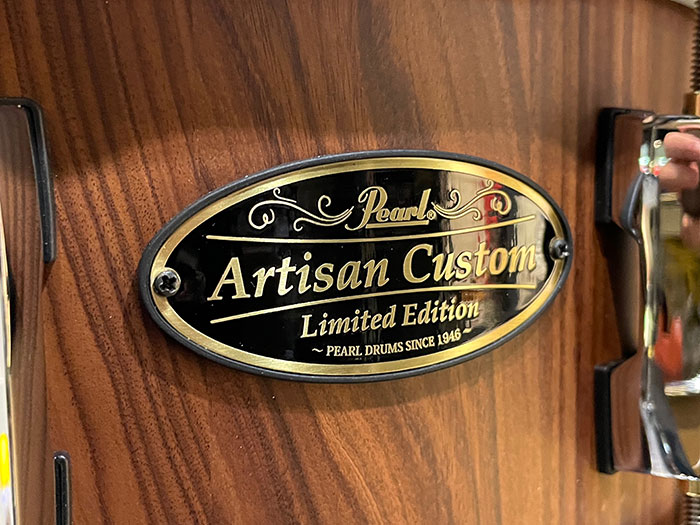 Pearl®
Artisan Custom
Limited Edition
~ PEARL DRUMS SINCE 1946 ~